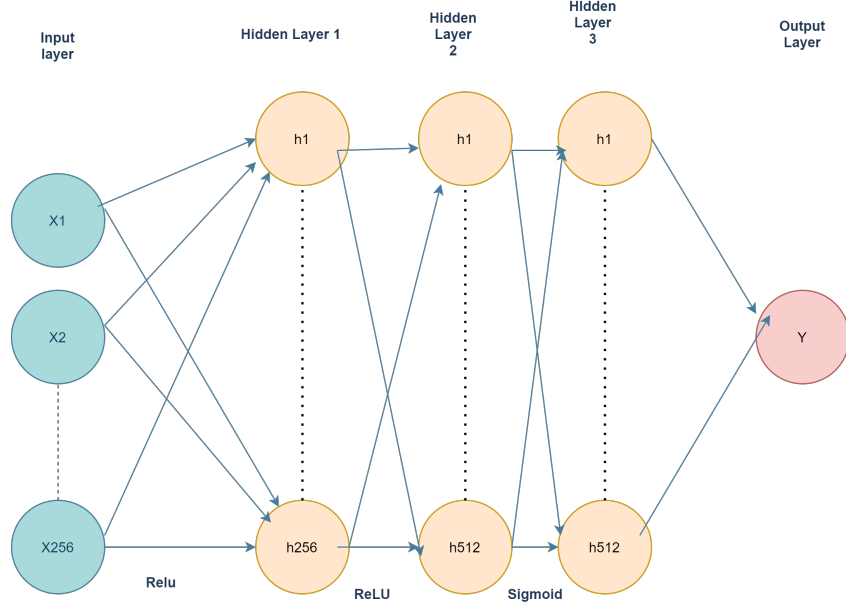 Input
layer
Hidden Layer 1
Hidden
Layer
2
HIdden
Layer
3
Output
Layer
h1
h1
h1
X1
X2
Y
X256
h256
h512
h512
Relu
ReLU
Sigmoid